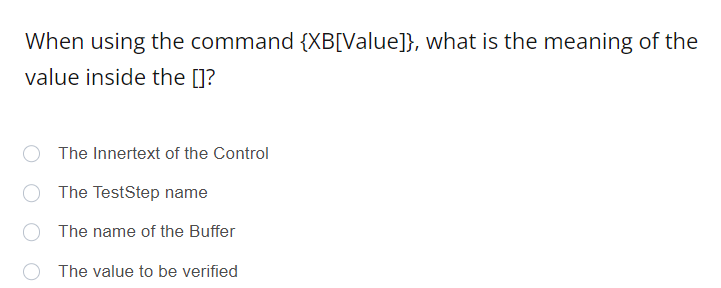 When using the command {XB[Value]}, what is the meaning of the
value inside the []?
The Innertext of the Control
The TestStep name
The name of the Buffer
The value to be verified